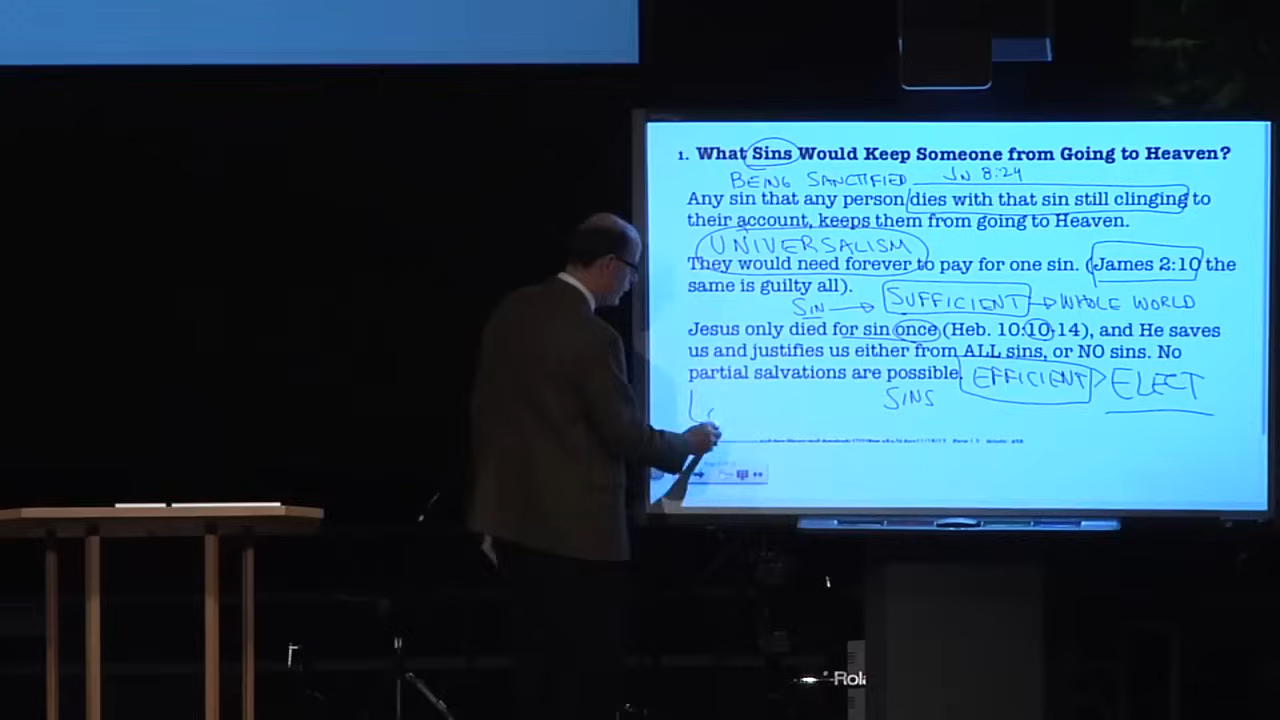 1. What Sins Would Keep Someone from Going to Heaven?
BEING SANCTIFIED JN 8:24
Any sin that any person dies with that sin still clinging to
their account, keeps them from going to Heaven.
UNIVERSALISM
They would need forever to pay for one sin. (James 2:10 the
same is guilty all).
SIN → SUFFICIENT → WHOLE WORLD
Jesus only died for sin once (Heb. 10:10-14), and He saves
us and justifies us either from ALL sins, or NO sins. No
partial salvations are possible. EFFICIENT > ELECT
SINS
Rola